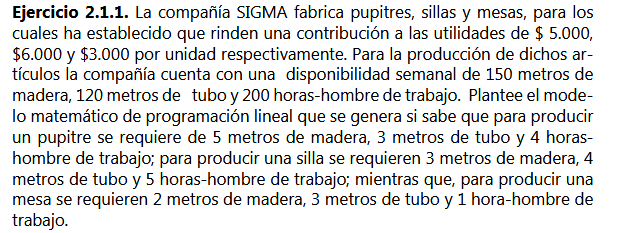 Ejercicio 2.1.1. La compañía SIGMA fabrica pupitres, sillas y mesas, para los
cuales ha establecido que rinden una contribución a las utilidades de $ 5.000,
$6.000 y $3.000 por unidad respectivamente. Para la producción de dichos ar-
tículos la compañía cuenta con una disponibilidad semanal de 150 metros de
madera, 120 metros de tubo y 200 horas-hombre de trabajo. Plantee el mode-
lo matemático de programación lineal que se genera si sabe que para producir
un pupitre se requiere de 5 metros de madera, 3 metros de tubo y 4 horas-
hombre de trabajo; para producir una silla se requieren 3 metros de madera, 4
metros de tubo y 5 horas-hombre de trabajo; mientras que, para producir una
mesa se requieren 2 metros de madera, 3 metros de tubo y 1 hora-hombre de
trabajo.